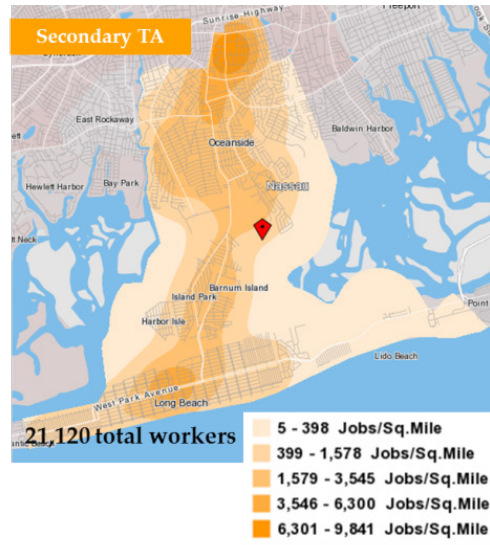 Secondary TA
Sunrise Highway
Freeport
East Rockaway
Baldwin Harbor
Oceanside
Hewlett Harbor
Bay Park
Nassau
Neck
Barnum Island
Island Park
Harbor Isle
Point
Lido Beach
West Park Avenue
Long Beach
21,120 total workers
5 - 398 Jobs/Sq.Mile
399 - 1,578 Jobs/Sq.Mile
1,579 - 3,545 Jobs/Sq.Mile
3,546 - 6,300 Jobs/Sq.Mile
6,301 - 9,841 Jobs/Sq.Mile